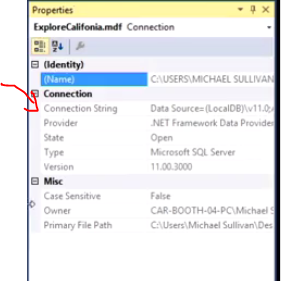 Properties
ExploreCalifonia.mdf Connection
(Identity)
(Name) C:\USERS\MICHAEL SULLIVAN
Connection
Connection String Data Source=(LocalDB)\v11.0;
Provider .NET Framework Data Provide
State Open
Type Microsoft SQL Server
Version 11.00.3000
Misc
Case Sensitive False
Owner CAR-BOOTH-04-PC\Michael S
Primary File Path C:\Users\Michael Sullivan\Des